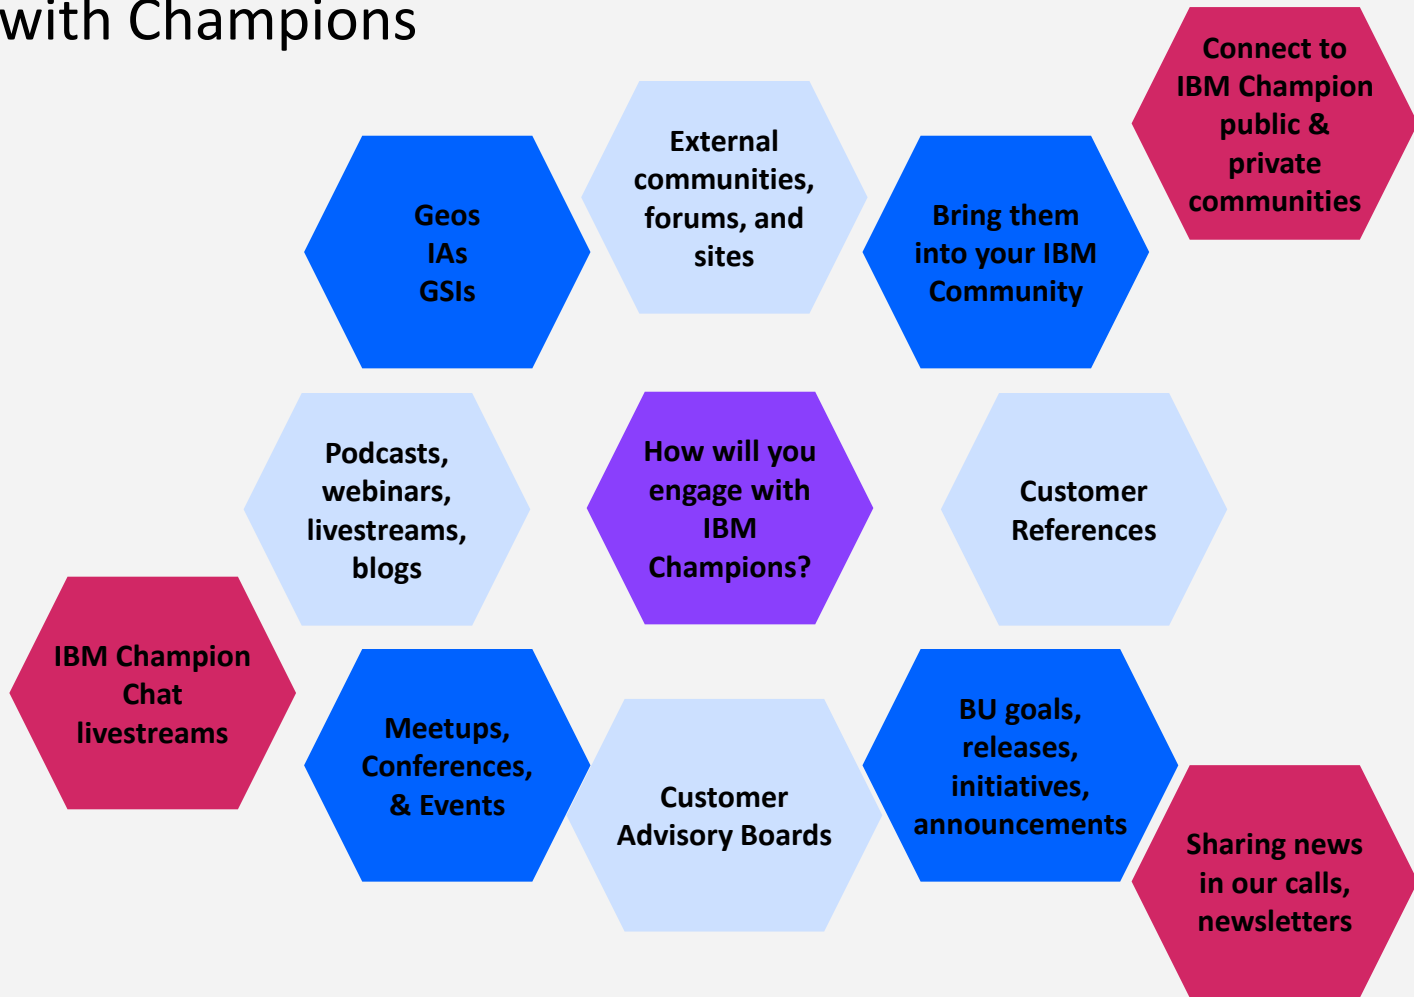 with Champions
Connect to
IBM Champion
public &
private
communities
External
communities,
forums, and
sites
Geos
IAs
GSIs
Bring them
into your IBM
Community
Podcasts,
webinars,
livestreams,
blogs
How will you
engage with
IBM
Champions?
Customer
References
IBM Champion
Chat
livestreams
Meetups,
Conferences,
& Events
Customer
Advisory Boards
BU goals,
releases,
initiatives,
announcements
Sharing news
in our calls,
newsletters